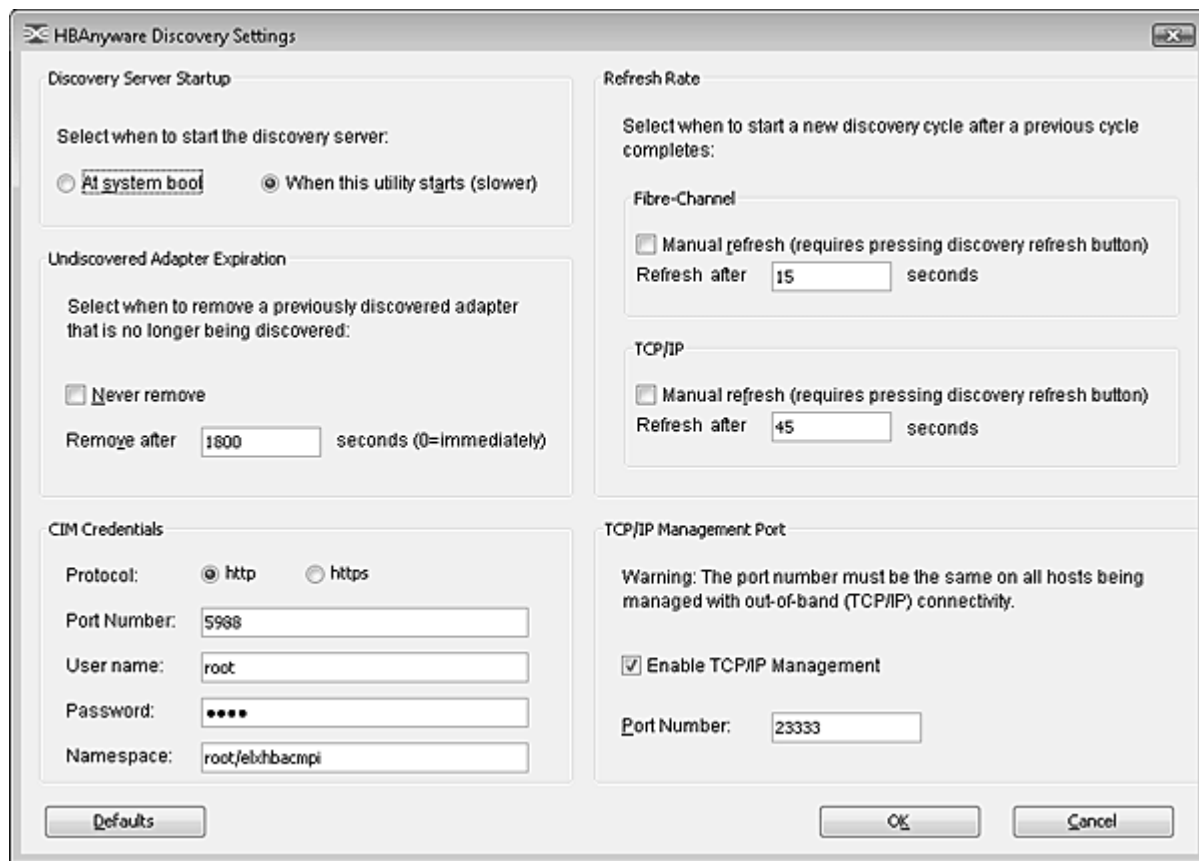 HBAnyware Discovery Settings
Discovery Server Startup
Select when to start the discovery server:
At system boot
When this utility starts (slower)
Undiscovered Adapter Expiration
Select when to remove a previously discovered adapter
that is no longer being discovered:
Never remove
Remove after 1800 seconds (0=immediately)
CIM Credentials
Protocol: http https
Port Number: 5988
User name: root
Password: ••••
Namespace: root/elxhbacmpi
Refresh Rate
Select when to start a new discovery cycle after a previous cycle
completes:
Fibre-Channel
Manual refresh (requires pressing discovery refresh button)
Refresh after 15 seconds
TCP/IP
Manual refresh (requires pressing discovery refresh button)
Refresh after 45 seconds
TCP/IP Management Port
Warning: The port number must be the same on all hosts being
managed with out-of-band (TCP/IP) connectivity.
Enable TCP/IP Management
Port Number: 23333
Defaults
OK
Cancel